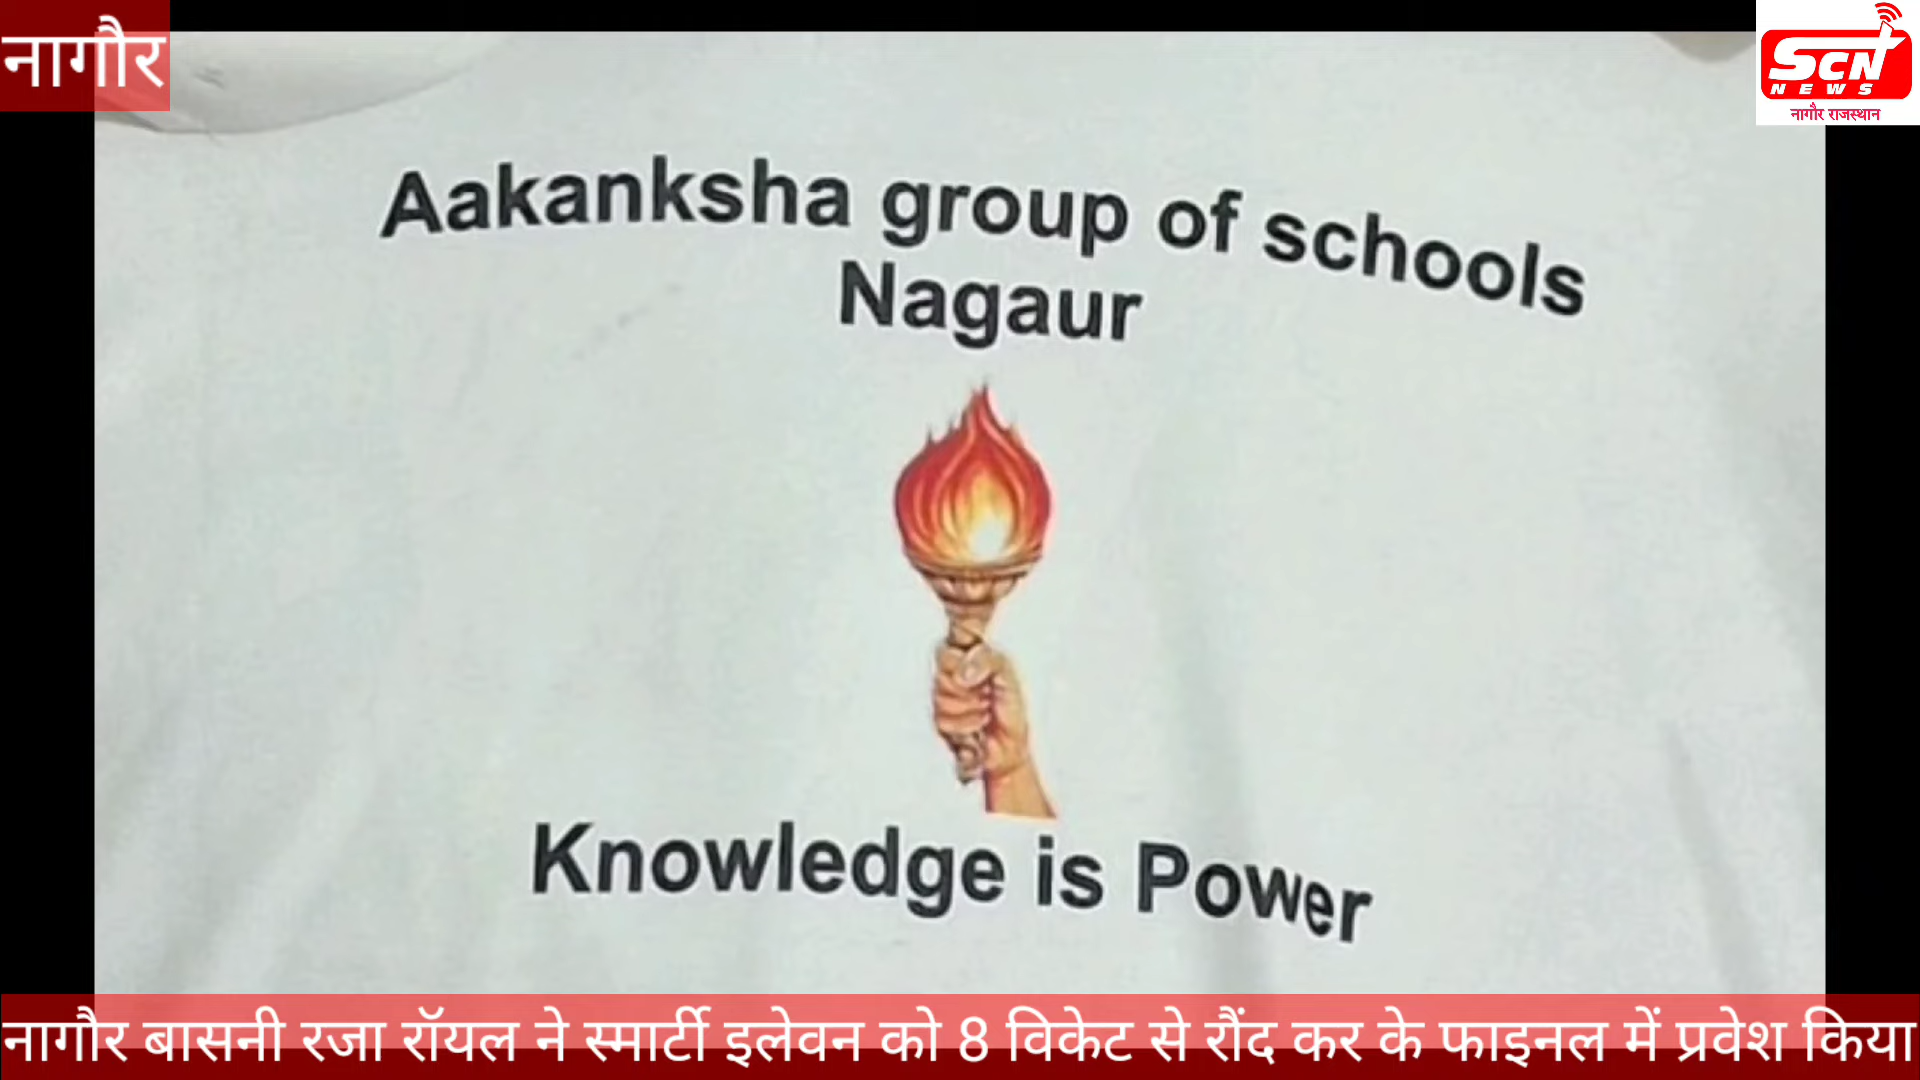 नागौर
SCN
NEWS
नागौर राजस्थान
Aakanksha group of schools
Nagaur
Knowledge is Power
नागौर बासनी रजा रॉयल ने स्मार्टी इलेवन को 8 विकेट से रौंद कर के फाइनल में प्रवेश किया